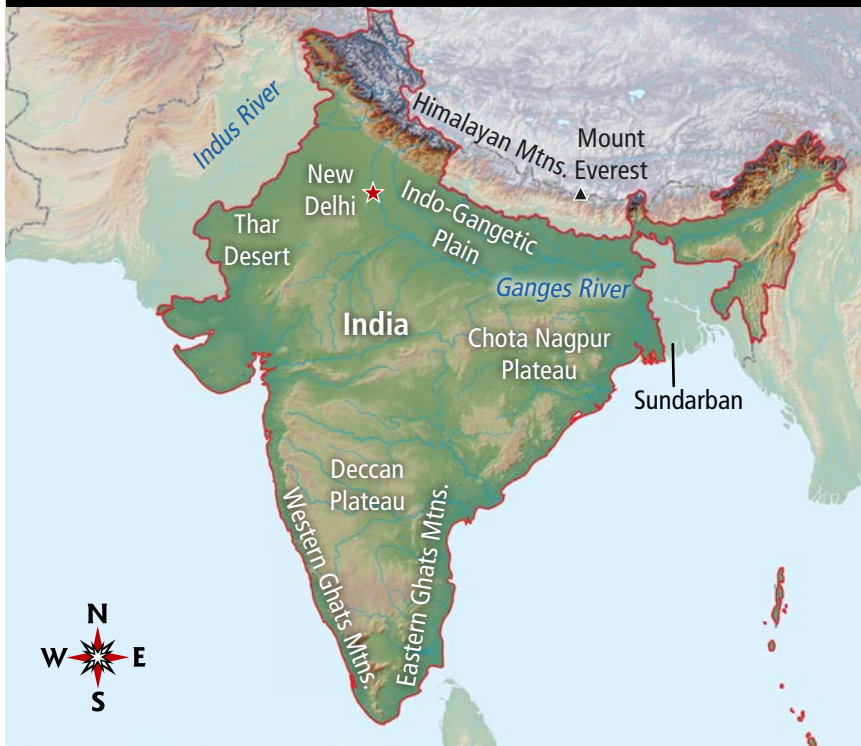 Indus River
Himalayan Mtns.
Mount
Everest
New
Delhi
Indo-Gangetic
Plain
Thar
Desert
Ganges River
India
Chota Nagpur
Plateau
Sundarban
Deccan
Plateau
Western Ghats Mtns.
Eastern Ghats Mtns.
N
W E
S